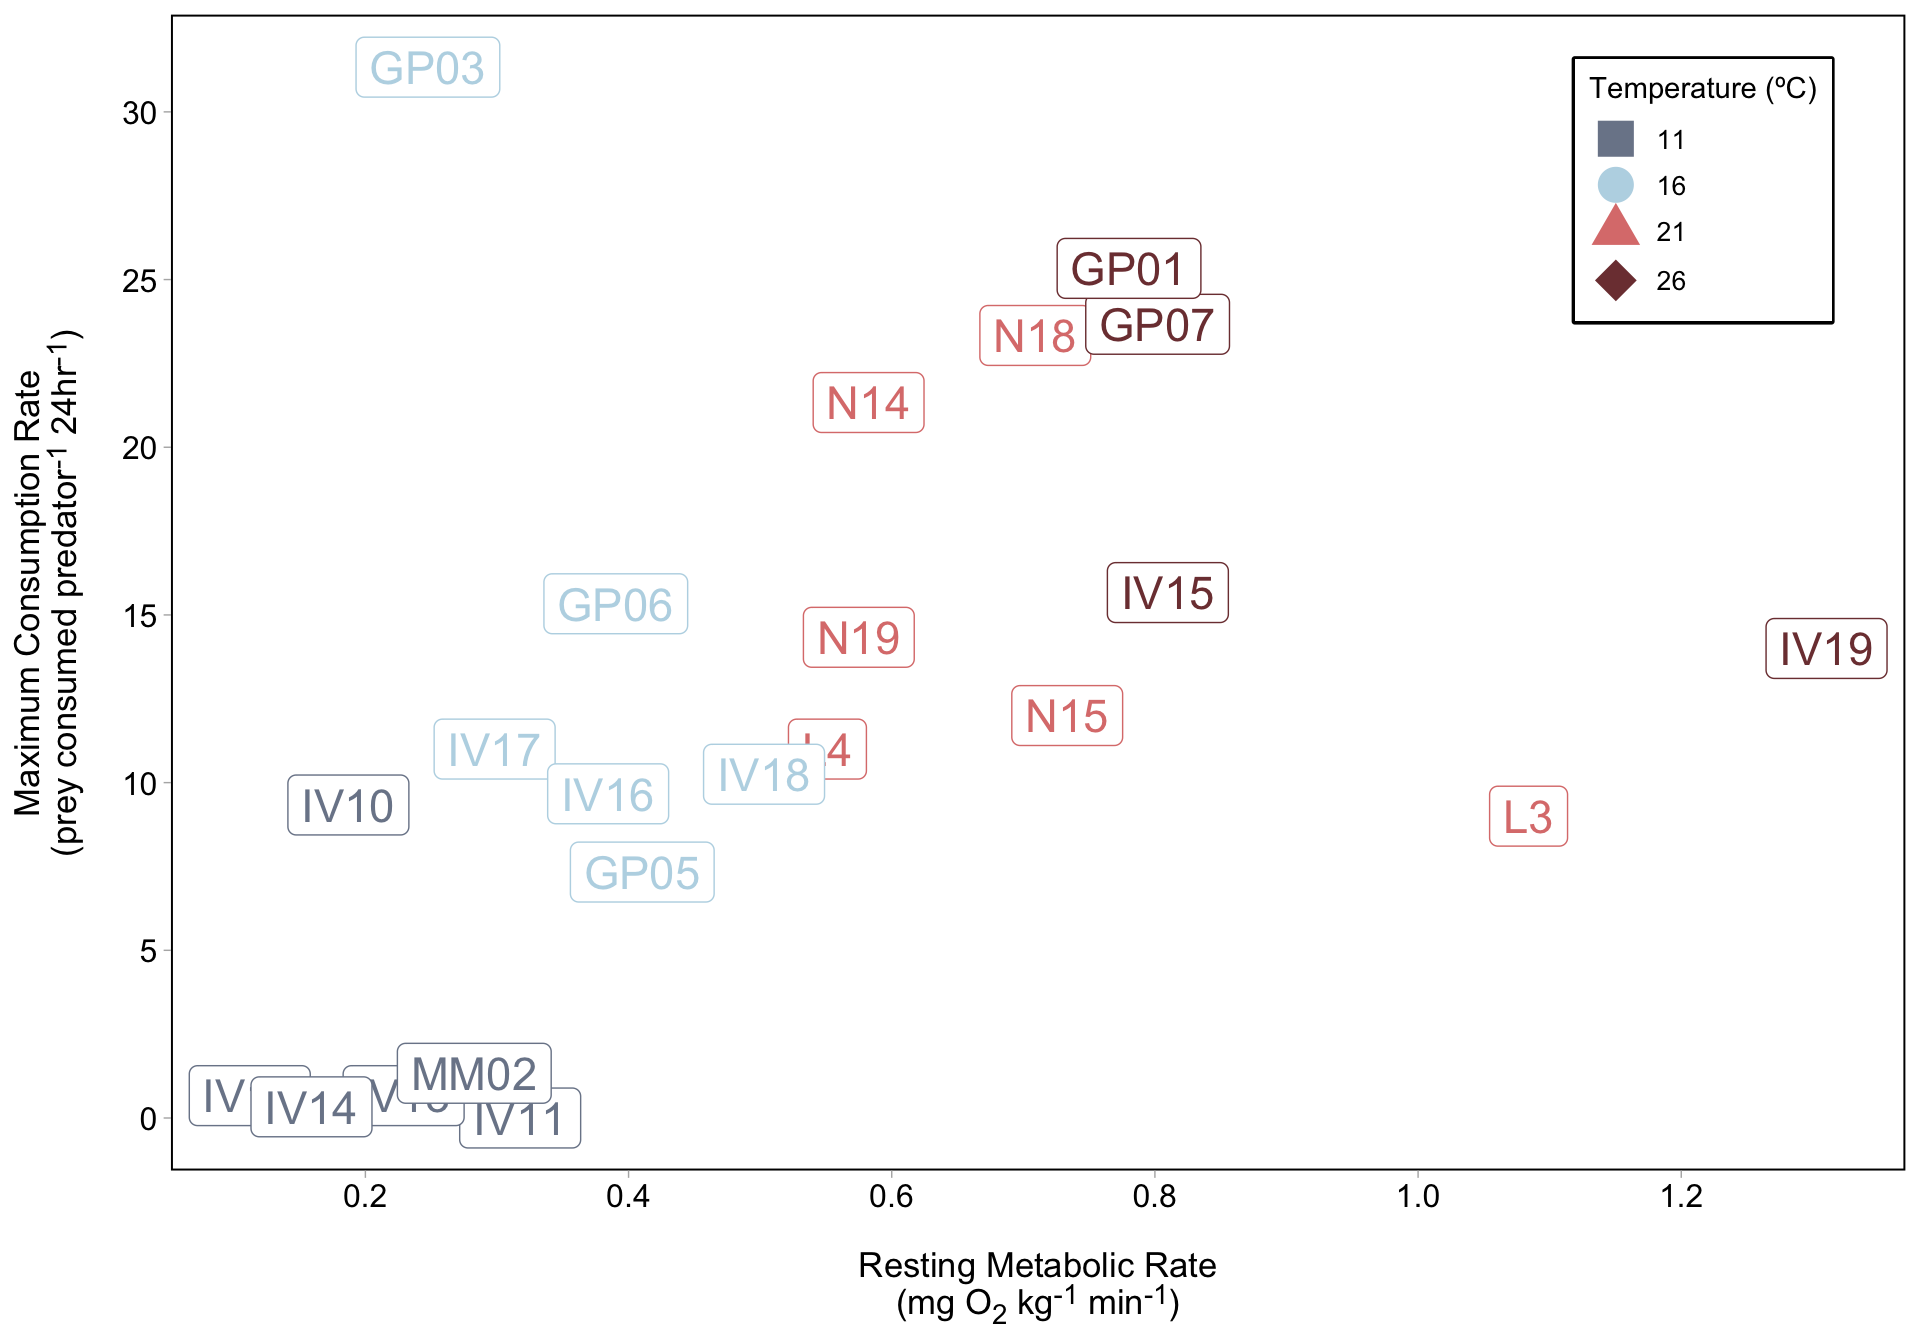 GP03
30
Temperature (ºC)
11
16
21
26
GP01
25
GP07
N18
N14
20
Maximum Consumption Rate
(prey consumed predator⁻¹ 24hr⁻¹)
IV15
GP06
15
N19
IV19
N15
IV17
L4
IV18
10
IV16
IV10
L3
GP05
5
MM02
IV
IV14
IV11
0
0.2 0.4 0.6 0.8 1.0 1.2
Resting Metabolic Rate
(mg O₂ kg⁻¹ min⁻¹)